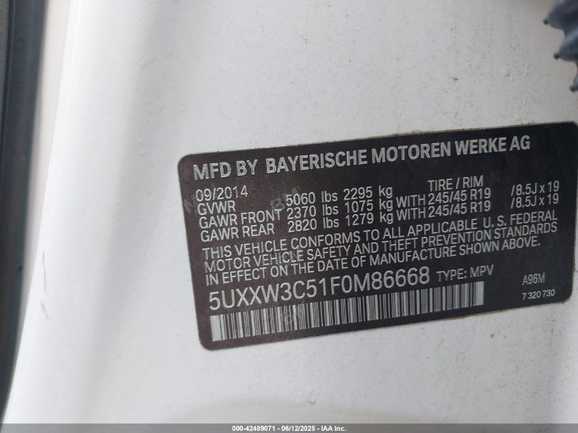 MFD BY BAYERISCHE MOTOREN WERKE AG
09/2014 TIRE / RIM
GVWR 5060 lbs 2295 kg
GAWR FRONT 2370 lbs 1075 kg WITH 245/45 R19 /8.5J x 19
GAWR REAR 2820 lbs 1279 kg WITH 245/45 R19 /8.5J x 19
THIS VEHICLE CONFORMS TO ALL APPLICABLE U.S. FEDERAL
MOTOR VEHICLE SAFETY, BUMPER, AND THEFT PREVENTION STANDARDS
IN EFFECT ON THE DATE OF MANUFACTURE SHOWN ABOVE.
5UXXW3C51F0M86668 TYPE: MPV A96M
7 320 730
000-42489071 - 06/12/2025 - IAA Inc.